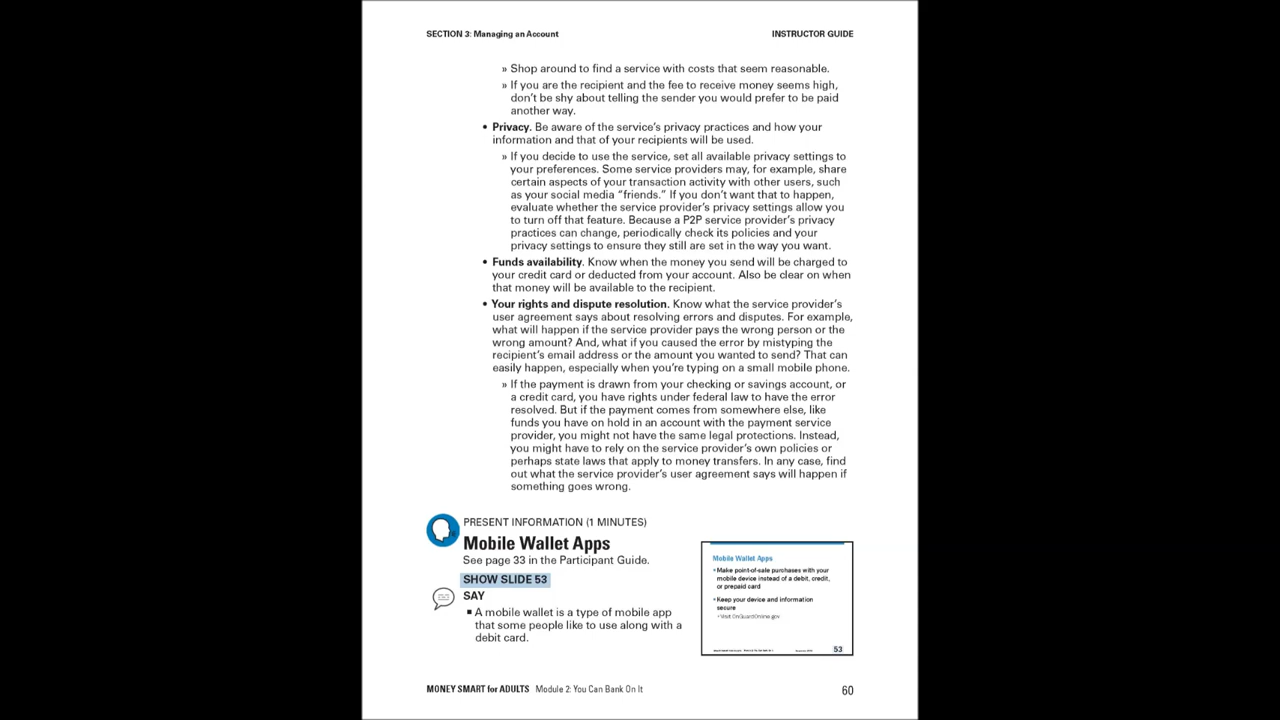 SECTION 3: Managing an Account
INSTRUCTOR GUIDE
» Shop around to find a service with costs that seem reasonable.
» If you are the recipient and the fee to receive money seems high,
don't be shy about telling the sender you would prefer to be paid
another way.
• Privacy. Be aware of the service's privacy practices and how your
information and that of your recipients will be used.
» If you decide to use the service, set all available privacy settings to
your preferences. Some service providers may, for example, share
certain aspects of your transaction activity with other users, such
as your social media "friends." If you don't want that to happen,
evaluate whether the service provider's privacy settings allow you
to turn off that feature. Because a P2P service provider's privacy
practices can change, periodically check its policies and your
privacy settings to ensure they still are set in the way you want.
• Funds availability. Know when the money you send will be charged to
your credit card or deducted from your account. Also be clear on when
that money will be available to the recipient.
• Your rights and dispute resolution. Know what the service provider's
user agreement says about resolving errors and disputes. For example,
what will happen if the service provider pays the wrong person or the
wrong amount? And, what if you caused the error by mistyping the
recipient's email address or the amount you wanted to send? That can
easily happen, especially when you're typing on a small mobile phone.
» If the payment is drawn from your checking or savings account, or
a credit card, you have rights under federal law to have the error
resolved. But if the payment comes from somewhere else, like
funds you have on hold in an account with the payment service
provider, you might not have the same legal protections. Instead,
you might have to rely on the service provider's own policies or
perhaps state laws that apply to money transfers. In any case, find
out what the service provider's user agreement says will happen if
something goes wrong.
PRESENT INFORMATION (1 MINUTES)
Mobile Wallet Apps
See page 33 in the Participant Guide.
SHOW SLIDE 53
SAY
■ A mobile wallet is a type of mobile app
that some people like to use along with a
debit card.
Mobile Wallet Apps
• Make point-of-sale purchases with your
mobile device instead of a debit, credit,
or prepaid card
• Keep your device and information
secure
• Visit OnGuardOnline.gov
53
MONEY SMART for ADULTS Module 2: You Can Bank On It
60